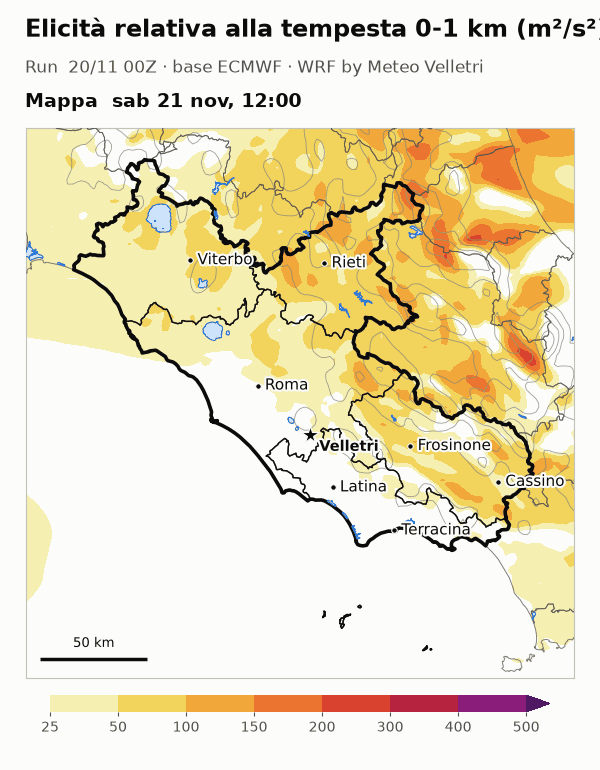 Elicità relativa alla tempesta 0-1 km (m²/s²)
Run 20/11 00Z · base ECMWF · WRF by Meteo Velletri
Mappa sab 21 nov, 12:00
Viterbo
Rieti
Roma
Velletri
Frosinone
Cassino
Latina
Terracina
50 km
25 50 100 150 200 300 400 500